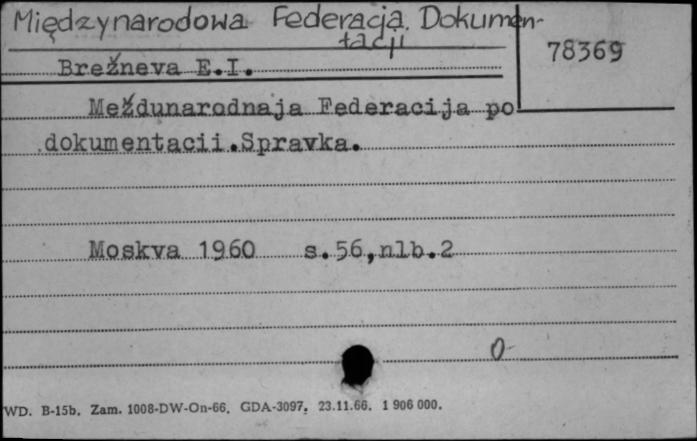 Międzynarodowa Federacja Dokumen-
tacji
78369
Brežneva E.I.
Meždunarodnaja Federacija po
dokumentacii.Spravka.
Moskva 1960 s.56,nlb.2
0
WD. B-15b. Zam. 1008-DW-On-66. GDA-3097. 23.11.66. 1 906 000.